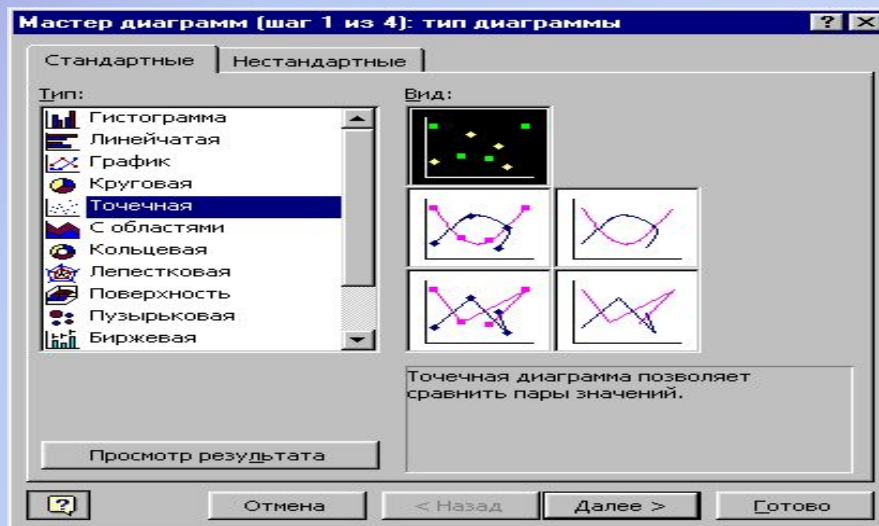 Мастер диаграмм (шаг 1 из 4): тип диаграммы
Стандартные
Нестандартные
Тип:
Гистограмма
Линейчатая
График
Круговая
Точечная
С областями
Кольцевая
Лепестковая
Поверхность
Пузырьковая
Биржевая
Вид:
Точечная диаграмма позволяет
сравнить пары значений.
Просмотр результата
Отмена
< Назад
Далее >
Готово